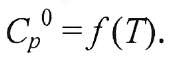 C_p^0 = f(T).